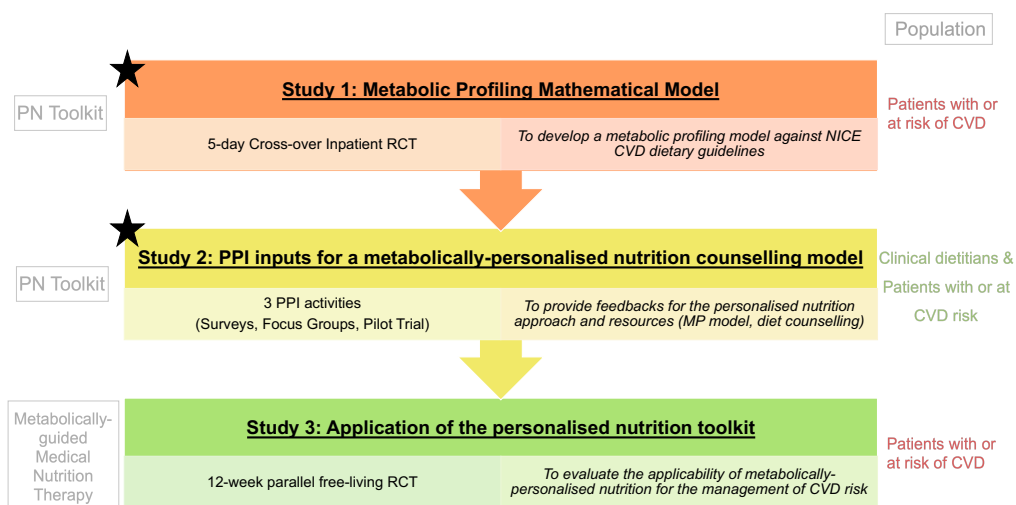 Population
Study 1: Metabolic Profiling Mathematical Model
PN Toolkit
5-day Cross-over Inpatient RCT
To develop a metabolic profiling model against NICE
CVD dietary guidelines
Patients with or
at risk of CVD
Study 2: PPI inputs for a metabolically-personalised nutrition counselling model
PN Toolkit
3 PPI activities
(Surveys, Focus Groups, Pilot Trial)
To provide feedbacks for the personalised nutrition
approach and resources (MP model, diet counselling)
Clinical dietitians &
Patients with or at
CVD risk
Study 3: Application of the personalised nutrition toolkit
Metabolically-
guided
Medical
Nutrition
Therapy
12-week parallel free-living RCT
To evaluate the applicability of metabolically-
personalised nutrition for the management of CVD risk
Patients with or
at risk of CVD